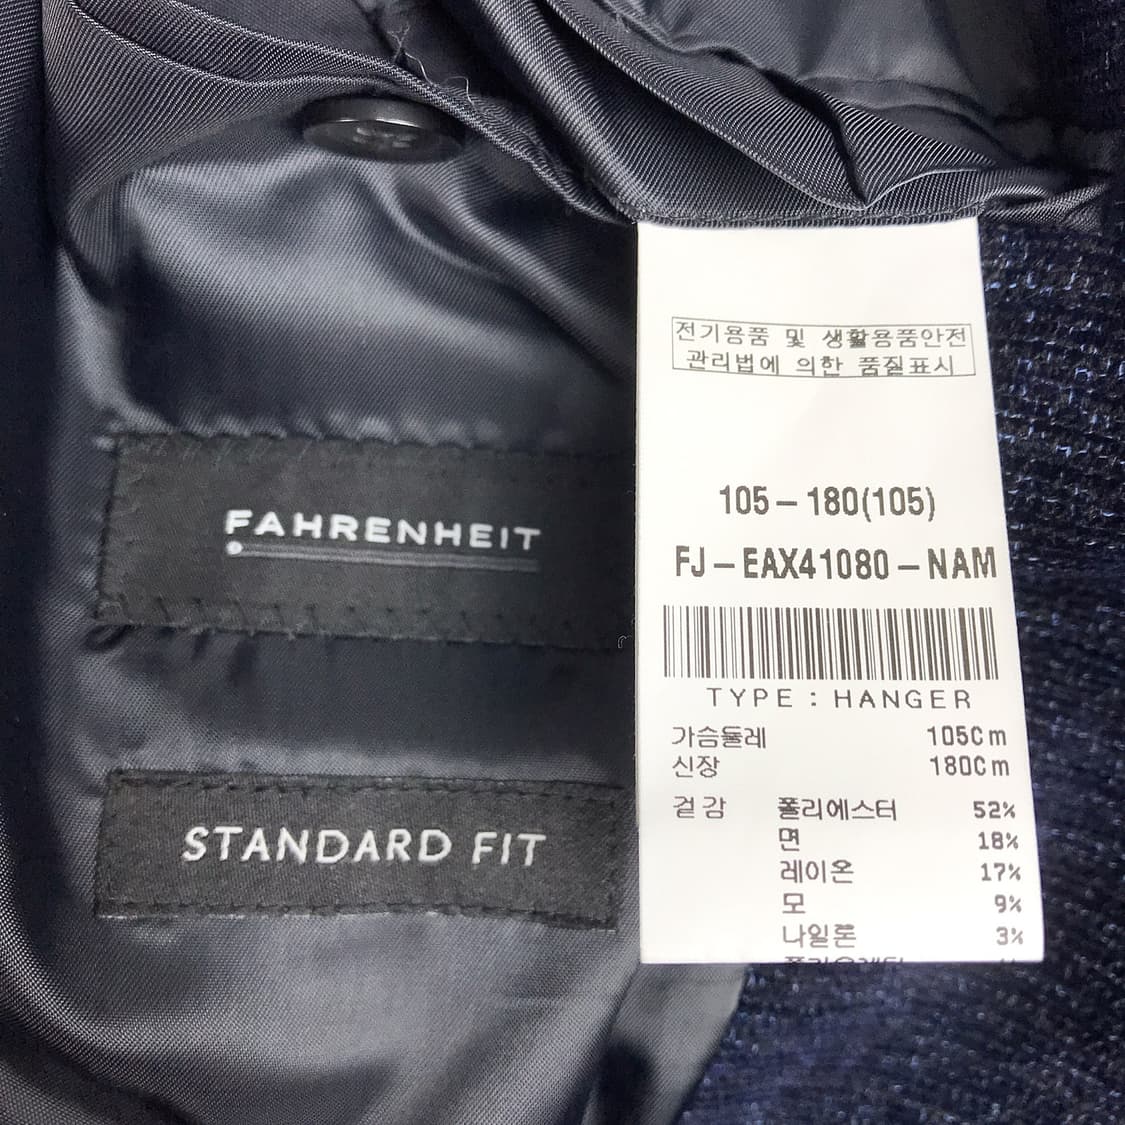 FAHRENHEIT
STANDARD FIT
전기용품 및 생활용품안전
관리법에 의한 품질표시
105-180(105)
FJ-EAX41080-NAM
TYPE : HANGER
가슴둘레 105Cm
신장 180Cm
겉감 폴리에스터 52%
면 18%
레이온 17%
모 9%
나일론 3%